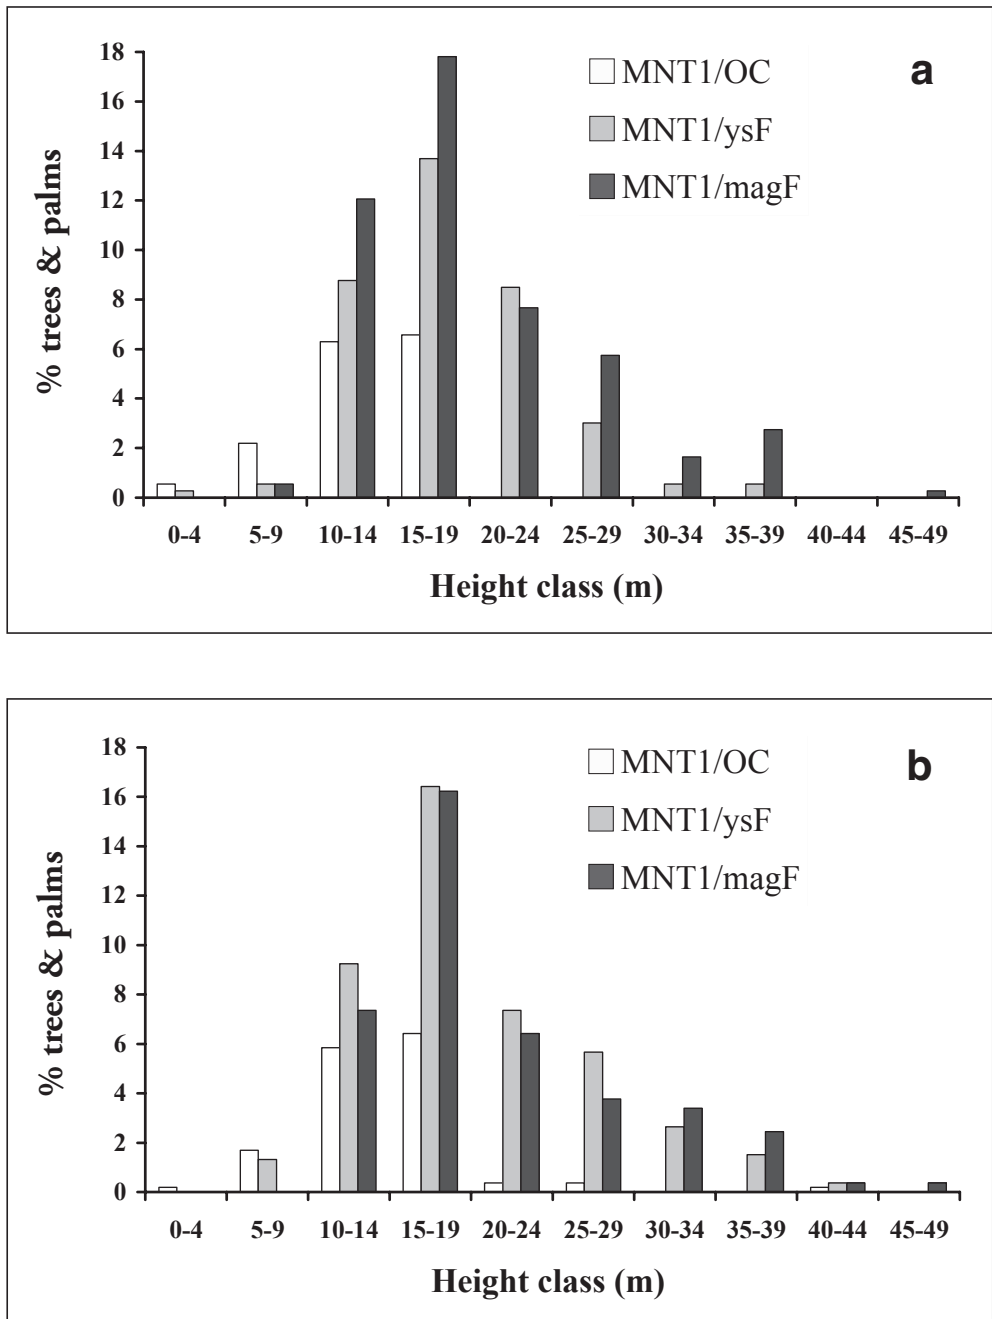 a
MNT1/OC
MNT1/ysF
MNT1/magF
18
16
14
12
10
8
6
4
2
0
% trees & palms
0-4 5-9 10-14 15-19 20-24 25-29 30-34 35-39 40-44 45-49
Height class (m)
b
MNT1/OC
MNT1/ysF
MNT1/magF
18
16
14
12
10
8
6
4
2
0
% trees & palms
0-4 5-9 10-14 15-19 20-24 25-29 30-34 35-39 40-44 45-49
Height class (m)